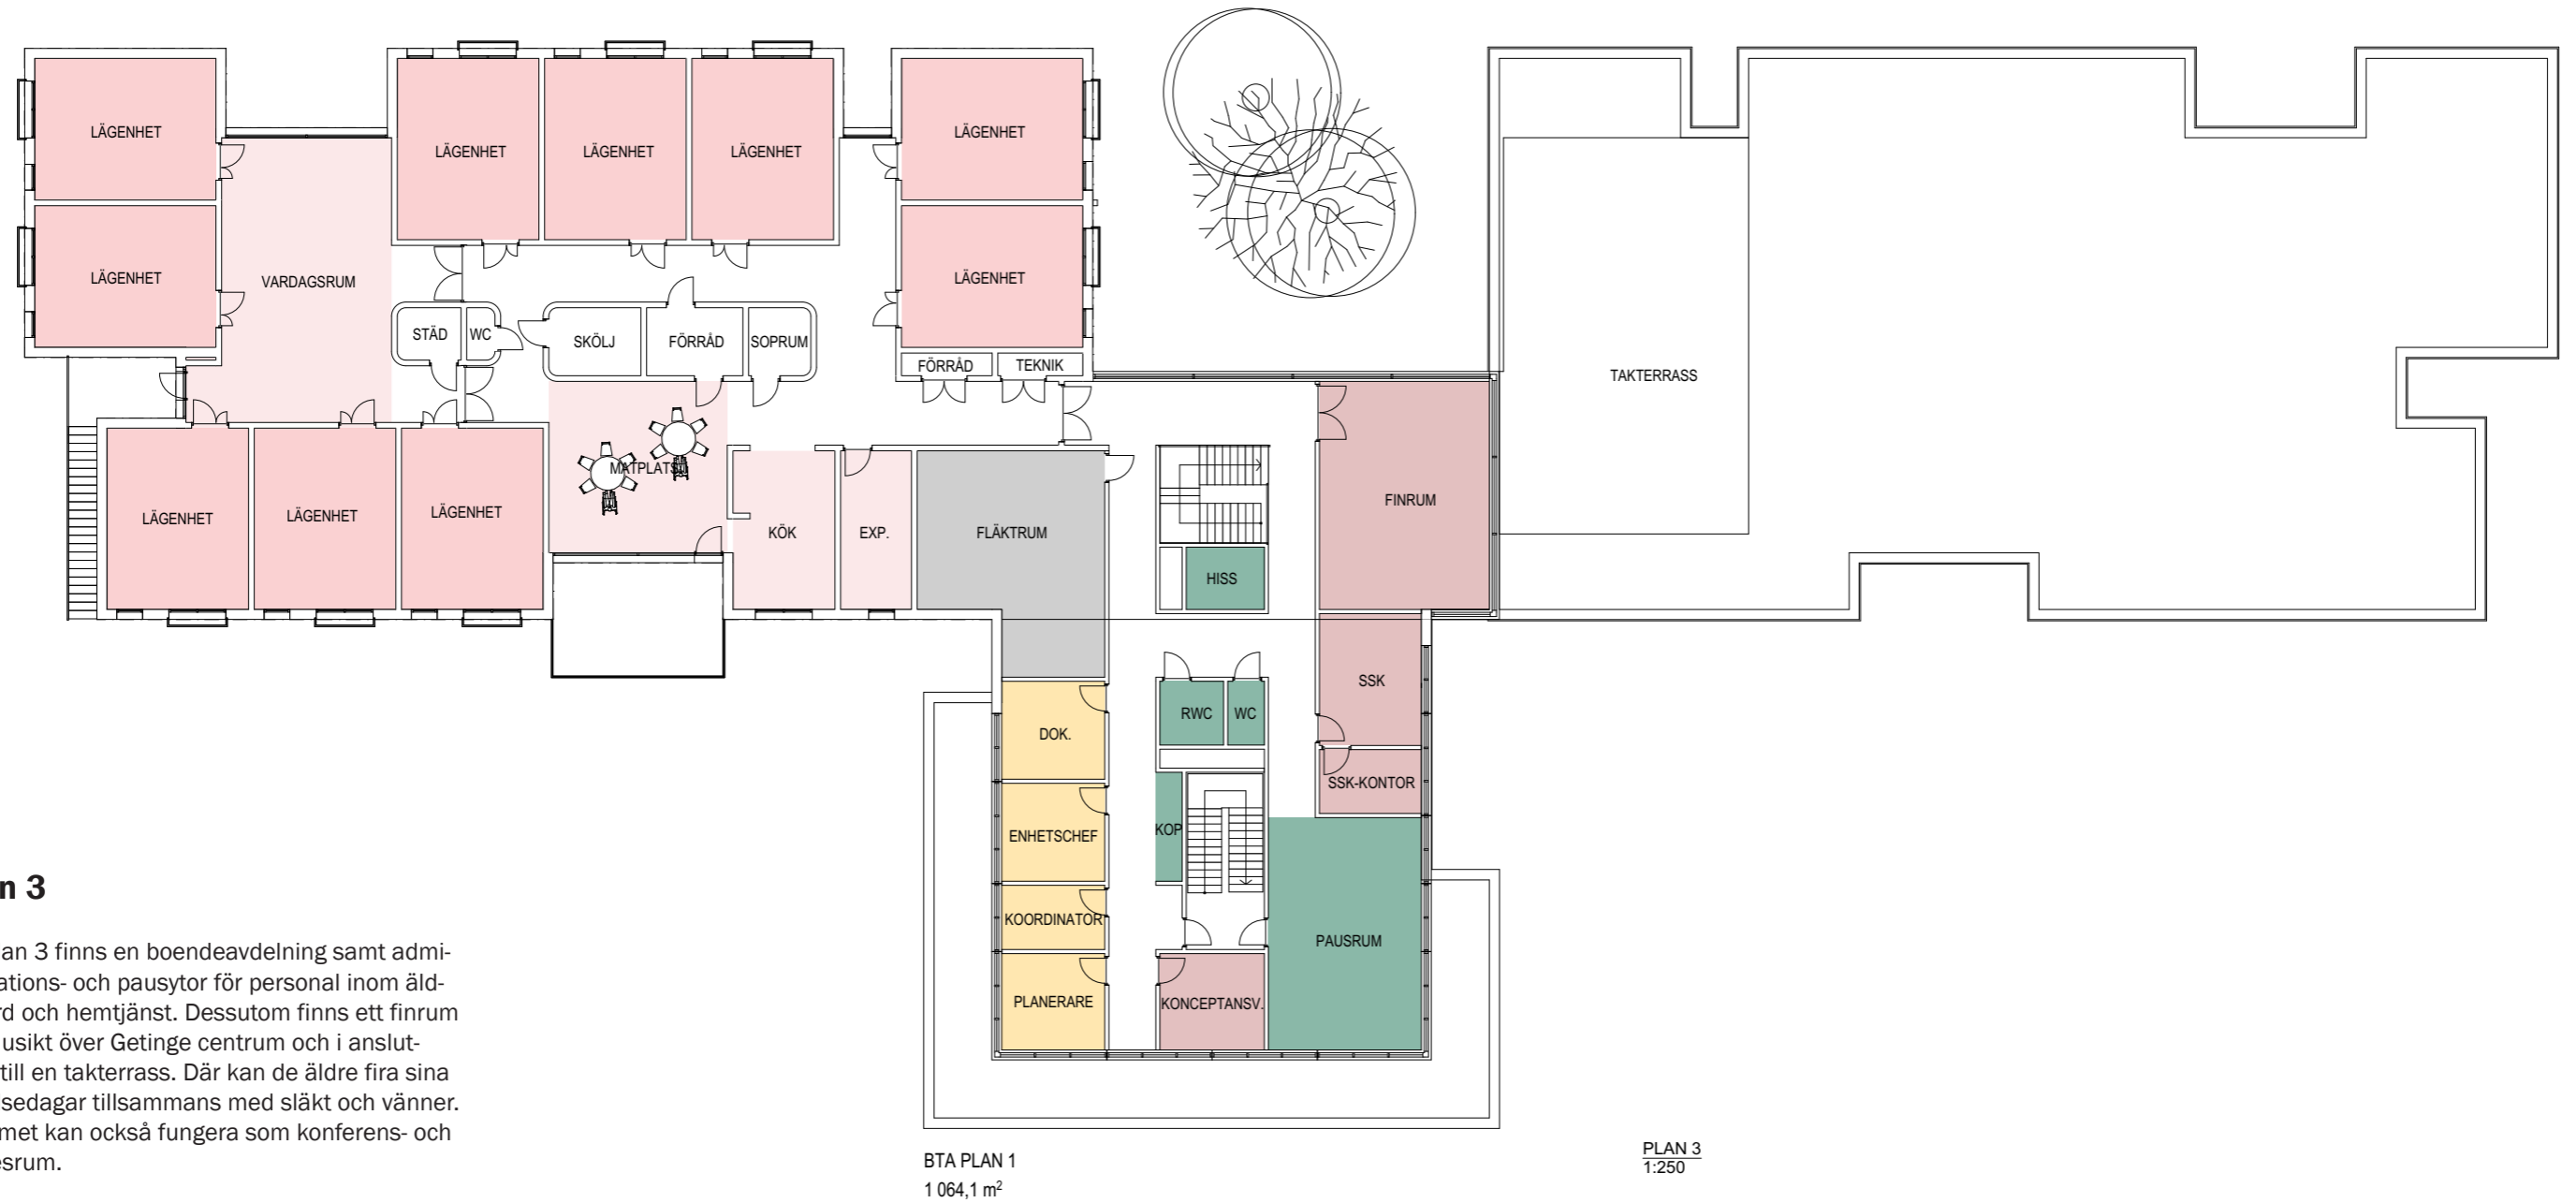 LÄGENHET
LÄGENHET
LÄGENHET
LÄGENHET
LÄGENHET
LÄGENHET
LÄGENHET
VARDAGSRUM
STÄD
WC
SKÖLJ
FÖRRÅD
SOPRUM
FÖRRÅD
TEKNIK
TAKTERRASS
LÄGENHET
LÄGENHET
LÄGENHET
MATPLATS
KÖK
EXP.
FLÄKTRUM
FINRUM
HISS
SSK
RWC
WC
DOK.
SSK-KONTOR
ENHETSCHEF
KOP
KOORDINATOR
PAUSRUM
PLANERARE
KONCEPTANSV.
n 3
an 3 finns en boendeavdelning samt admi-
ations- och pausytor för personal inom äld-
rd och hemtjänst. Dessutom finns ett finrum
usikt över Getinge centrum och i anslut-
till en takterrass. Där kan de äldre fira sina
sedagar tillsammans med släkt och vänner.
met kan också fungera som konferens- och
esrum.
BTA PLAN 1
1 064,1 m²
PLAN 3
1:250